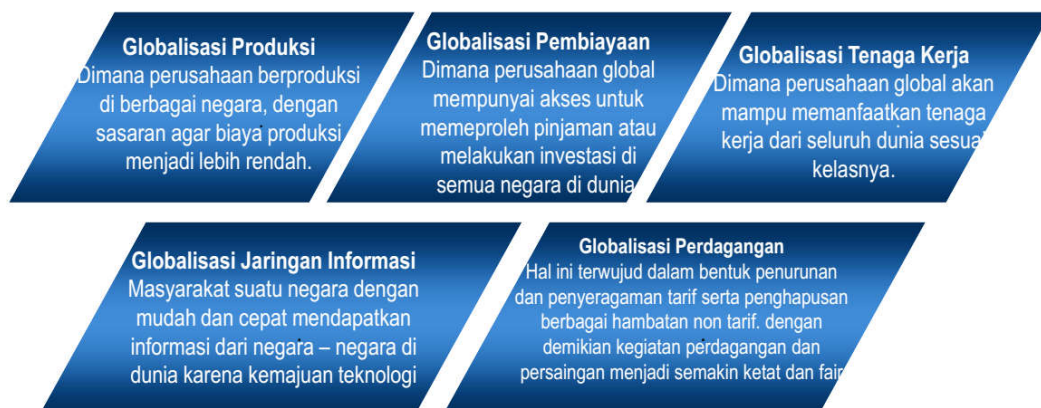 Globalisasi Produksi
Dimana perusahaan berproduksi
di berbagai negara, dengan
sasaran agar biaya produksi
menjadi lebih rendah.
Globalisasi Pembiayaan
Dimana perusahaan global
mempunyai akses untuk
memeproleh pinjaman atau
melakukan investasi di
semua negara di dunia
Globalisasi Tenaga Kerja
Dimana perusahaan global akan
mampu memanfaatkan tenaga
kerja dari seluruh dunia sesuai
kelasnya.
Globalisasi Jaringan Informasi
Masyarakat suatu negara dengan
mudah dan cepat mendapatkan
informasi dari negara – negara di
dunia karena kemajuan teknologi
Globalisasi Perdagangan
Hal ini terwujud dalam bentuk penurunan
dan penyeragaman tarif serta penghapusan
berbagai hambatan non tarif. dengan
demikian kegiatan perdagangan dan
persaingan menjadi semakin ketat dan fair